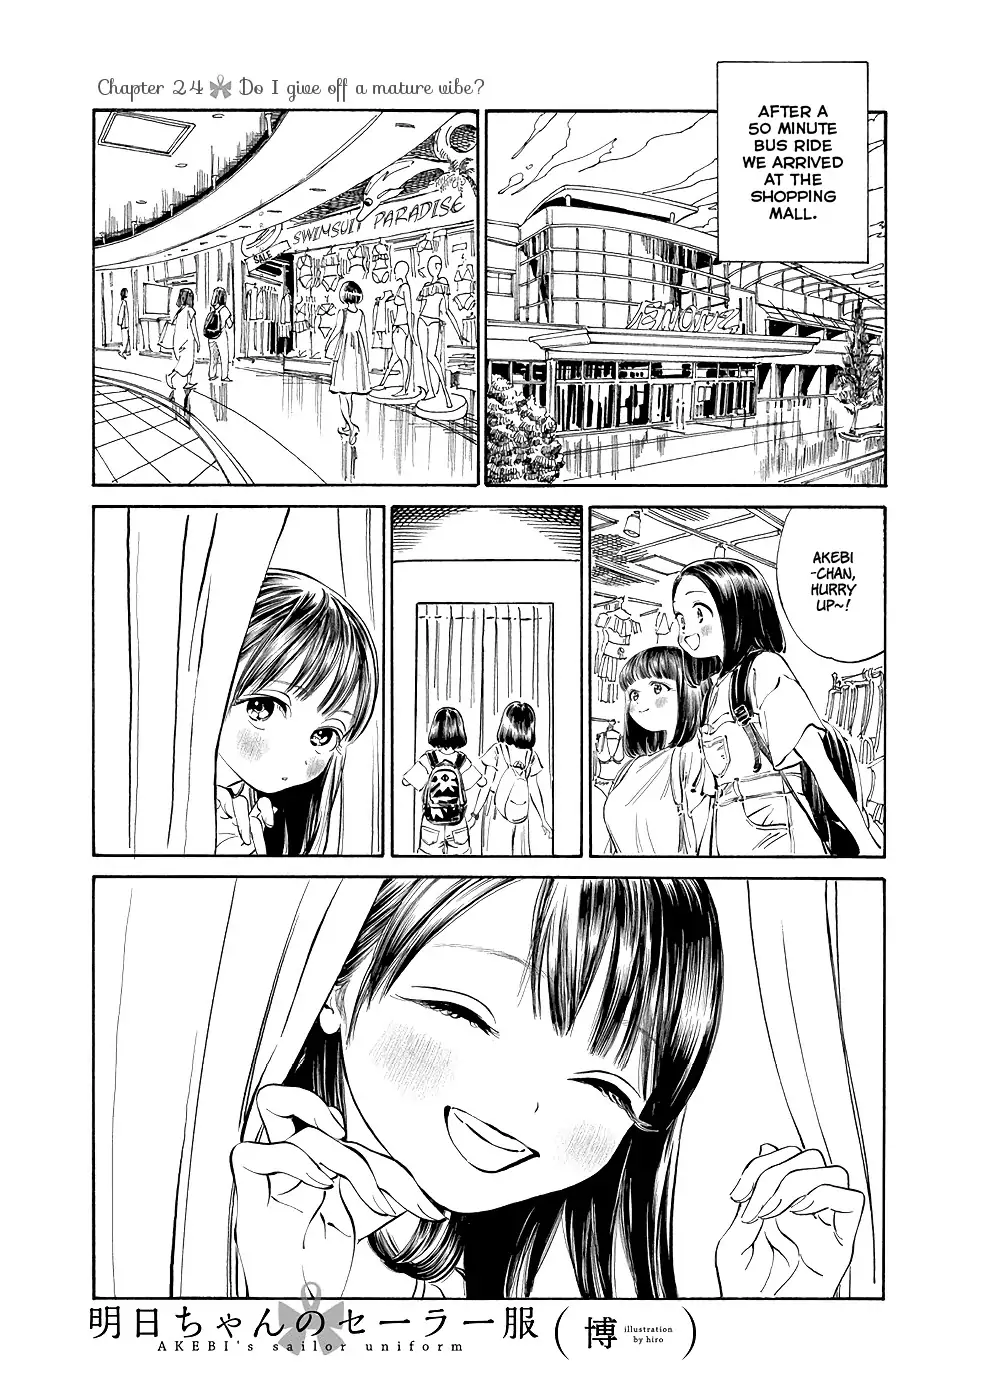 Chapter 24 Do I give off a mature vibe?
AFTER A
50 MINUTE
BUS RIDE
WE ARRIVED
AT THE
SHOPPING
MALL.
SWIMSUIT PARADISE
SALE
AKEBI
-CHAN,
HURRY
UP~!
明日ちゃんのセーラー服
AKEBI's sailor uniform
(博)
illustration
by hiro